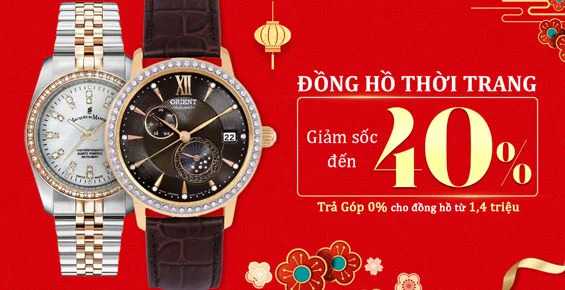 ĐỒNG HỒ THỜI TRANG
Giảm sốc
đến
40%
Trả Góp 0% cho đồng hồ từ 1,4 triệu
ORIENT
23